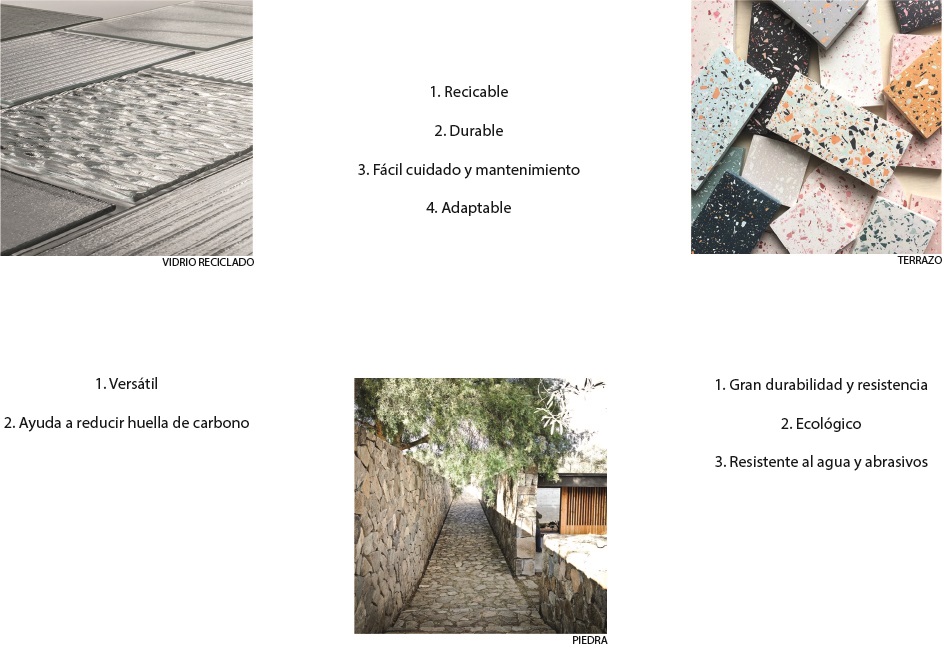 1. Recicable
2. Durable
3. Fácil cuidado y mantenimiento
4. Adaptable
VIDRIO RECICLADO
TERRAZO
1. Versátil
2. Ayuda a reducir huella de carbono
1. Gran durabilidad y resistencia
2. Ecológico
3. Resistente al agua y abrasivos
PIEDRA